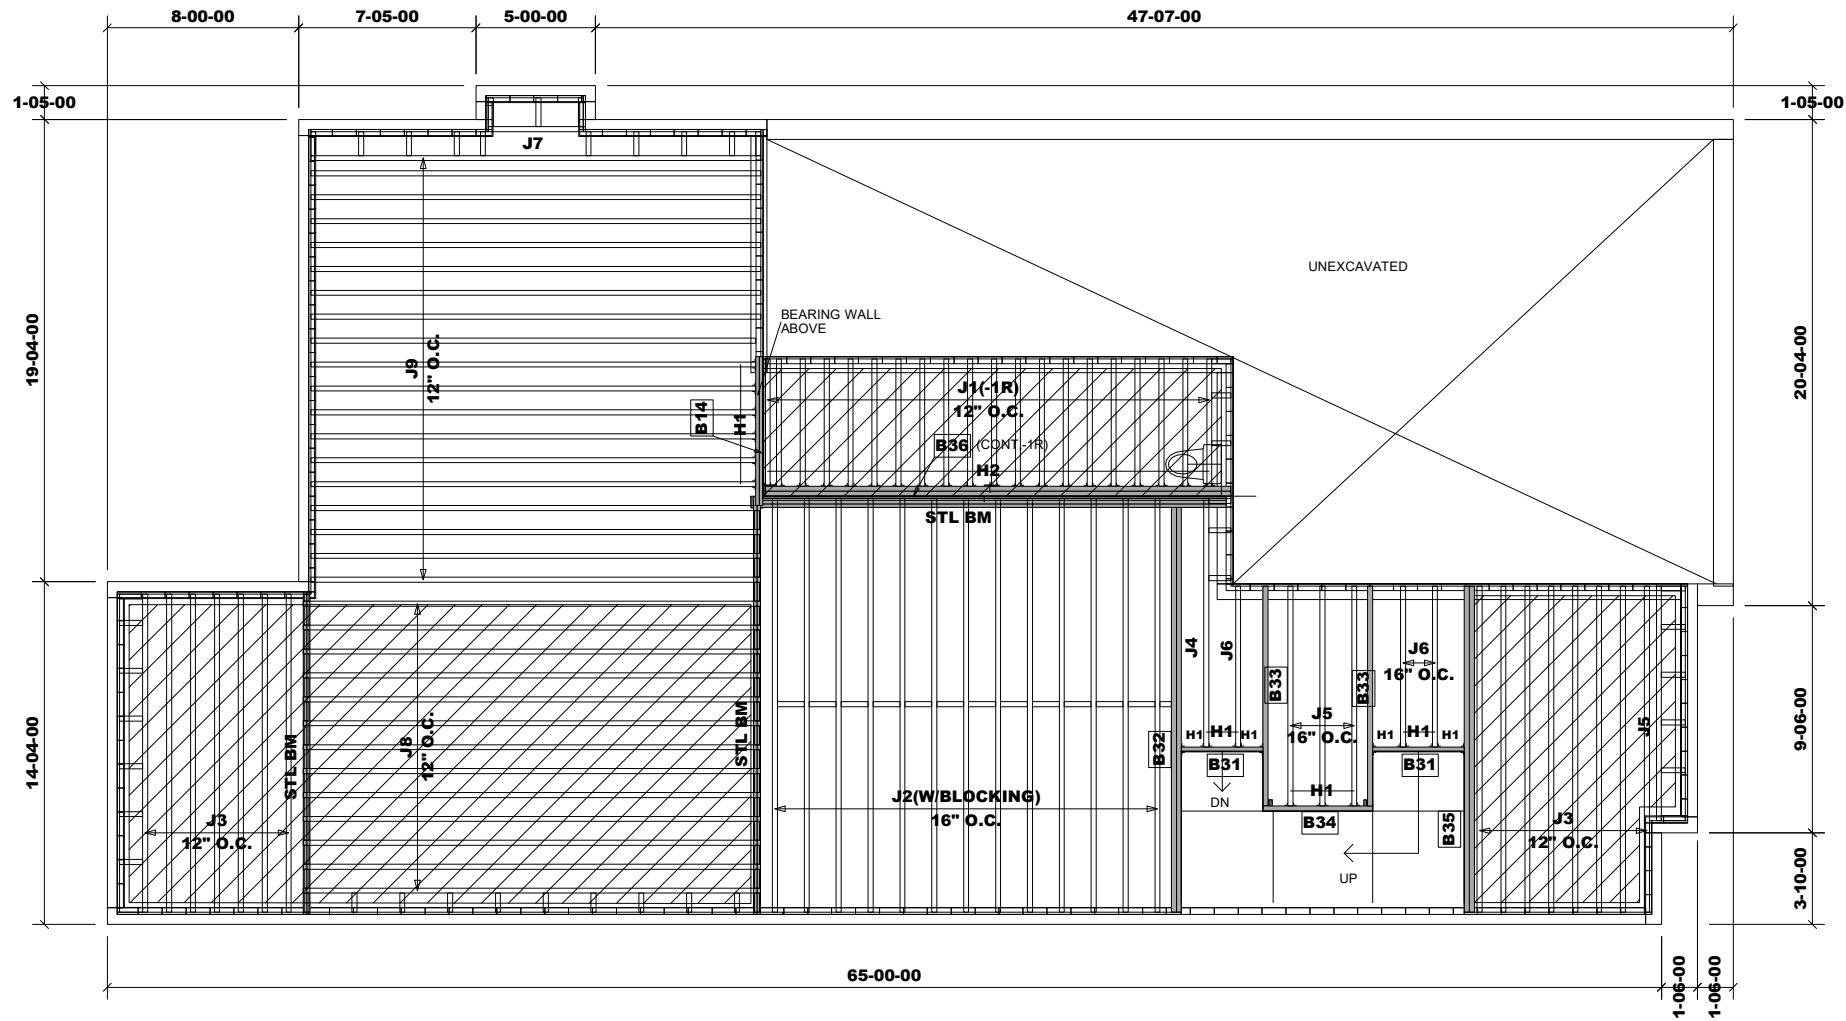 8-00-00
7-05-00
5-00-00
47-07-00
1-05-00
1-05-00
J7
UNEXCAVATED
BEARING WALL
ABOVE
19-04-00
20-04-00
J9
12" O.C.
J1(-1R)
12" O.C.
B14
H1
B36 (CONT -1R)
H2
STL BM
J4
J6
J6
16" O.C.
B33
B33
J5
16" O.C.
H1
H1
H1
H1
H1
H1
B31
B31
DN
H1
B34
B32
B35
UP
J5
14-04-00
9-06-00
STL BM
STL BM
J8
12" O.C.
J2(W/BLOCKING)
16" O.C.
J3
12" O.C.
J3
12" O.C.
3-10-00
65-00-00
1-06-00
1-06-00